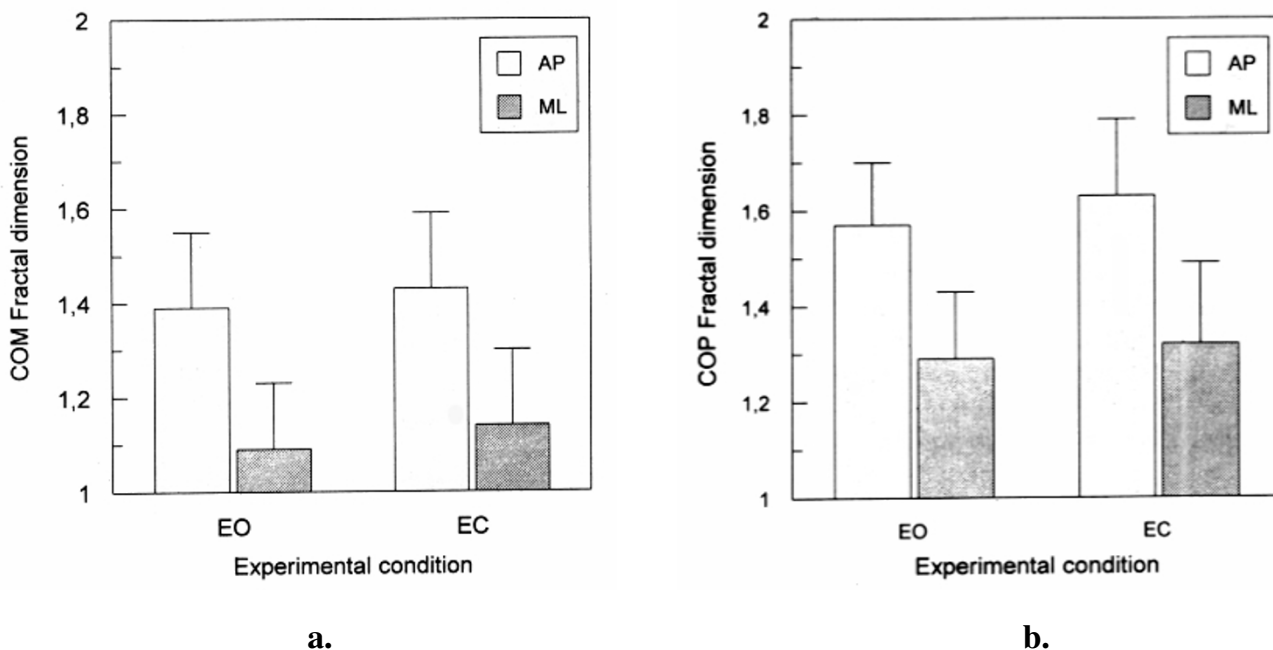 2
1,8
1,6
1,4
1,2
1
COM Fractal dimension
AP
ML
EO
EC
Experimental condition
a.
2
1,8
1,6
1,4
1,2
1
COP Fractal dimension
AP
ML
EO
EC
Experimental condition
b.